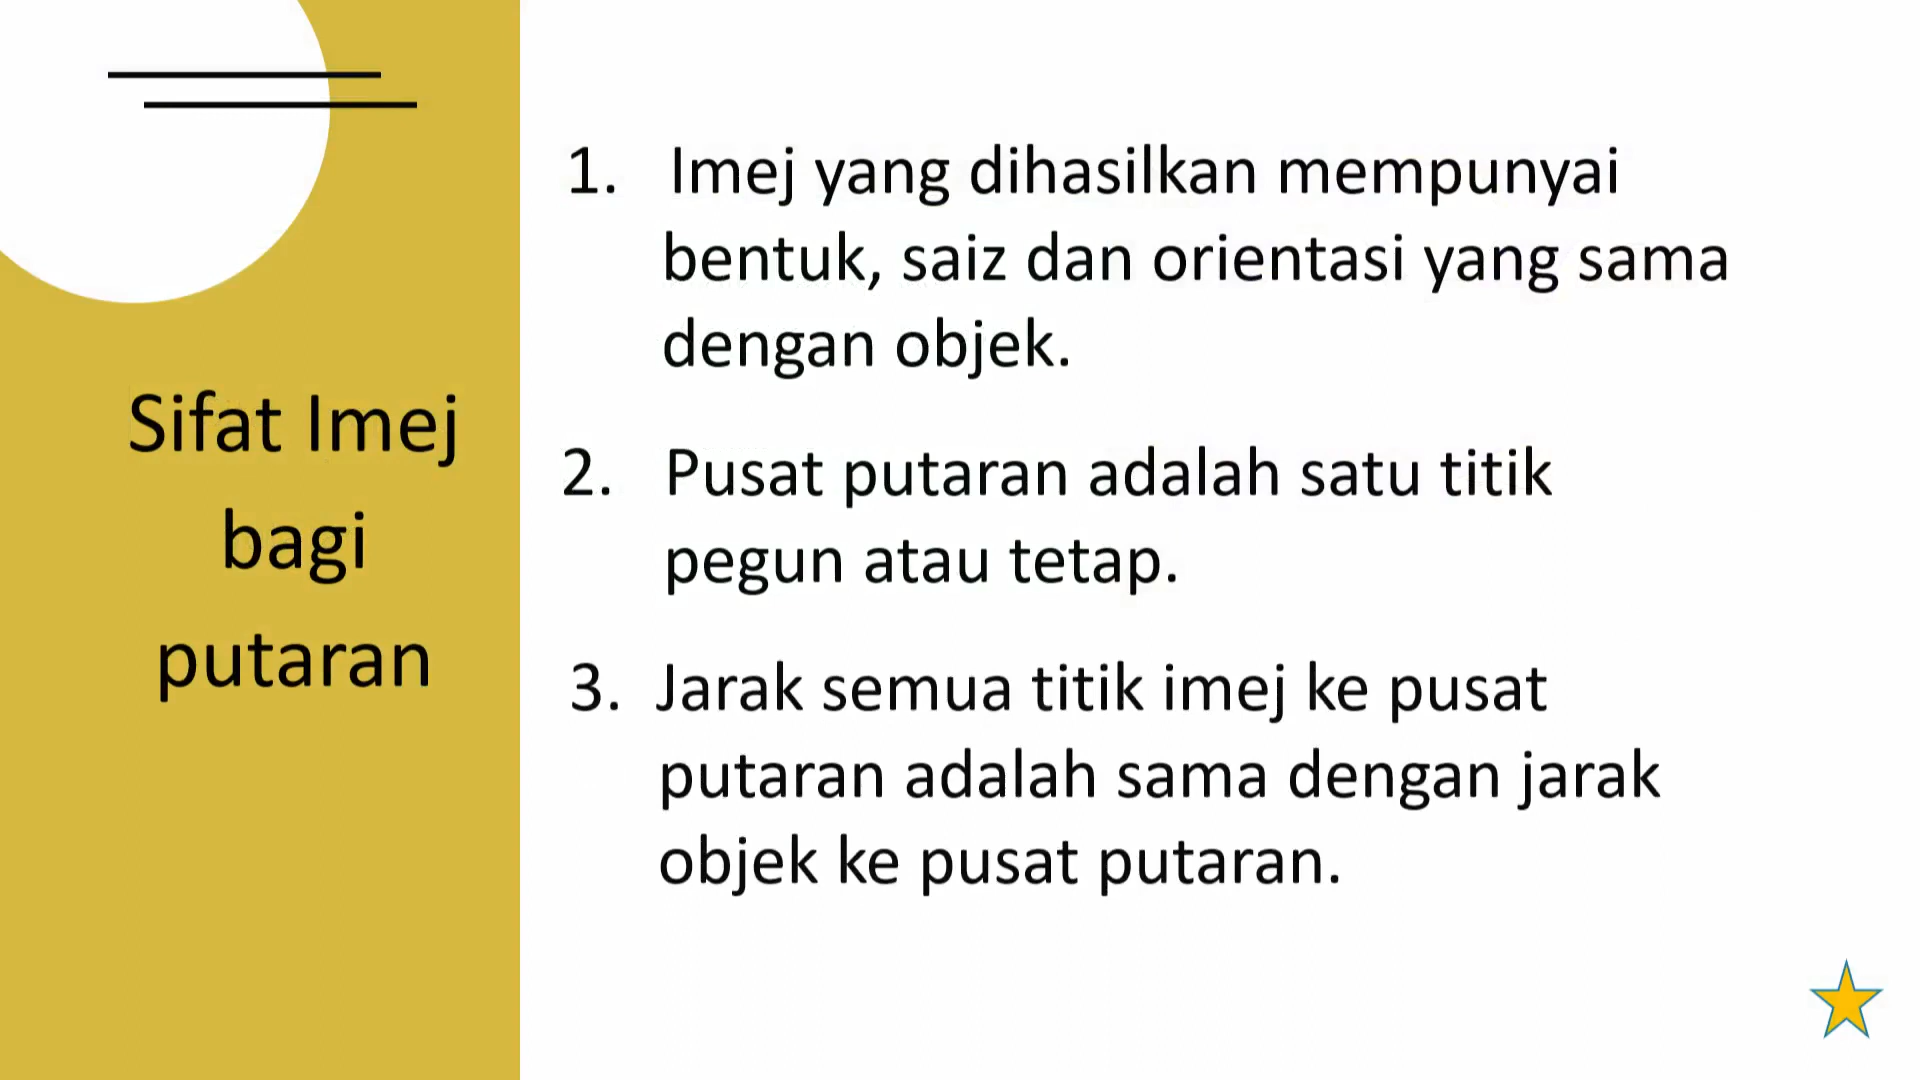 Sifat Imej
bagi
putaran
1. Imej yang dihasilkan mempunyai
bentuk, saiz dan orientasi yang sama
dengan objek.
2. Pusat putaran adalah satu titik
pegun atau tetap.
3. Jarak semua titik imej ke pusat
putaran adalah sama dengan jarak
objek ke pusat putaran.